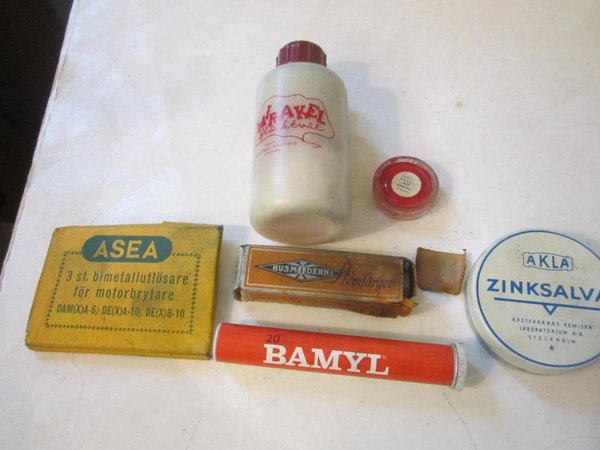 MIRAKEL
ASEA
3 st. bimetallutlösare
för motorbrytare
DAM(X)A-6, DE(X)A-10, DE(X)B-10
HUSMODERNS Hemfärger
20
BAMYL
AKLA
ZINKSALVA
APOTEKARNAS KEMISKA
LABORATORIUM A.-B.
STOCKHOLM